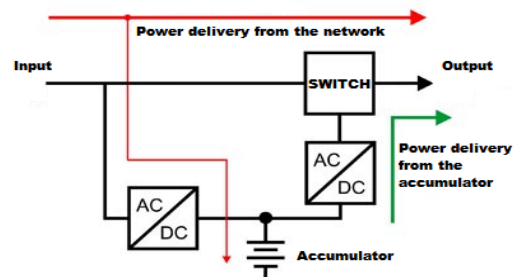 Power delivery from the network
Input
SWITCH
Output
AC
DC
Power delivery
from the
accumulator
AC
DC
Accumulator